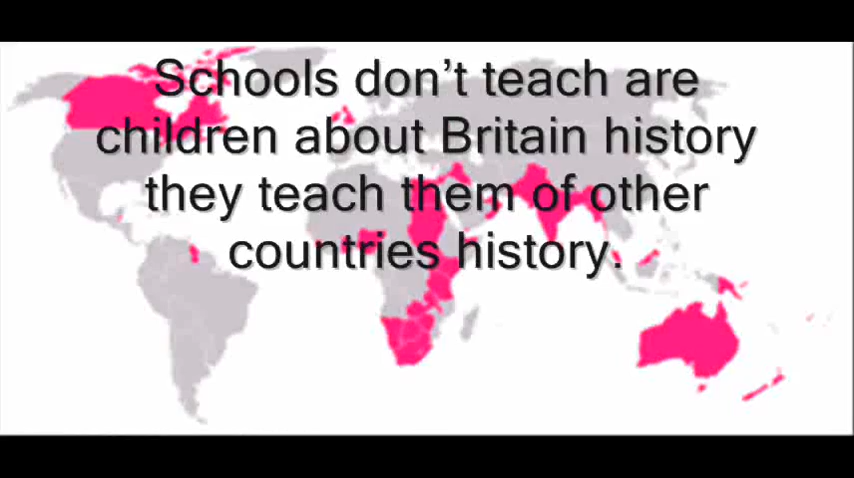 Schools don't teach are
children about Britain history
they teach them of other
countries history.